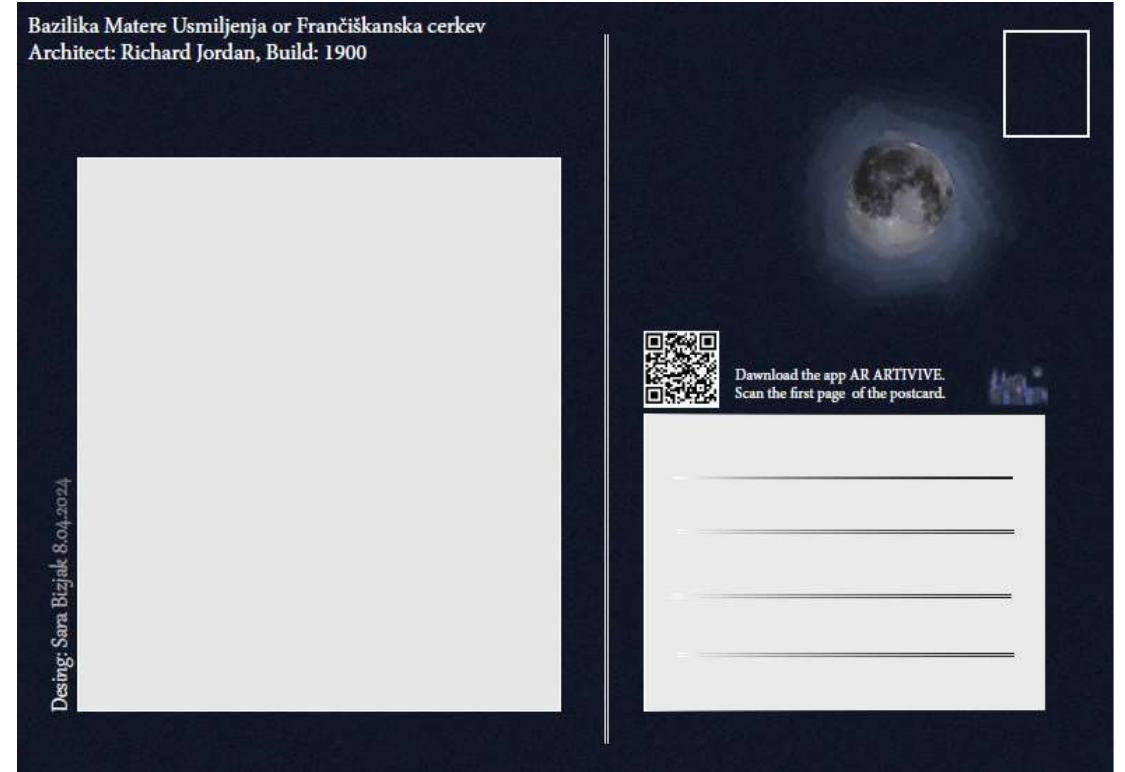 Bazilika Matere Usmiljenja or Frančiškanska cerkev
Architect: Richard Jordan, Build: 1900
Desing: Sara Bizjak 8.04.2024
Dawnload the app AR ARTIVIVE.
Scan the first page of the postcard.